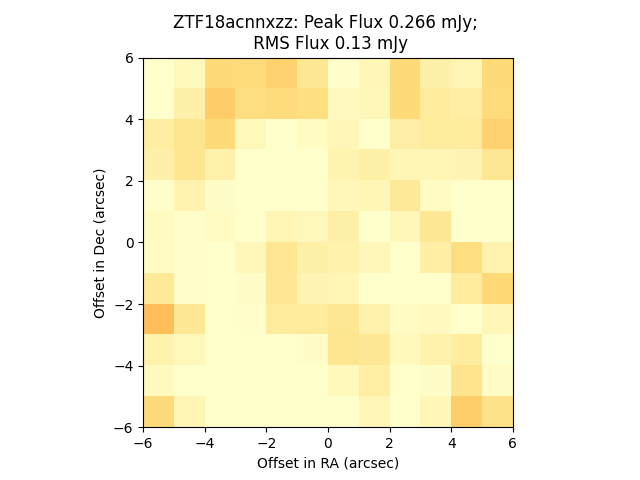 ZTF18acnnxzz: Peak Flux 0.266 mJy;
RMS Flux 0.13 mJy
6
4
2
0
−2
−4
−6
Offset in Dec (arcsec)
−6 −4 −2 0 2 4 6
Offset in RA (arcsec)